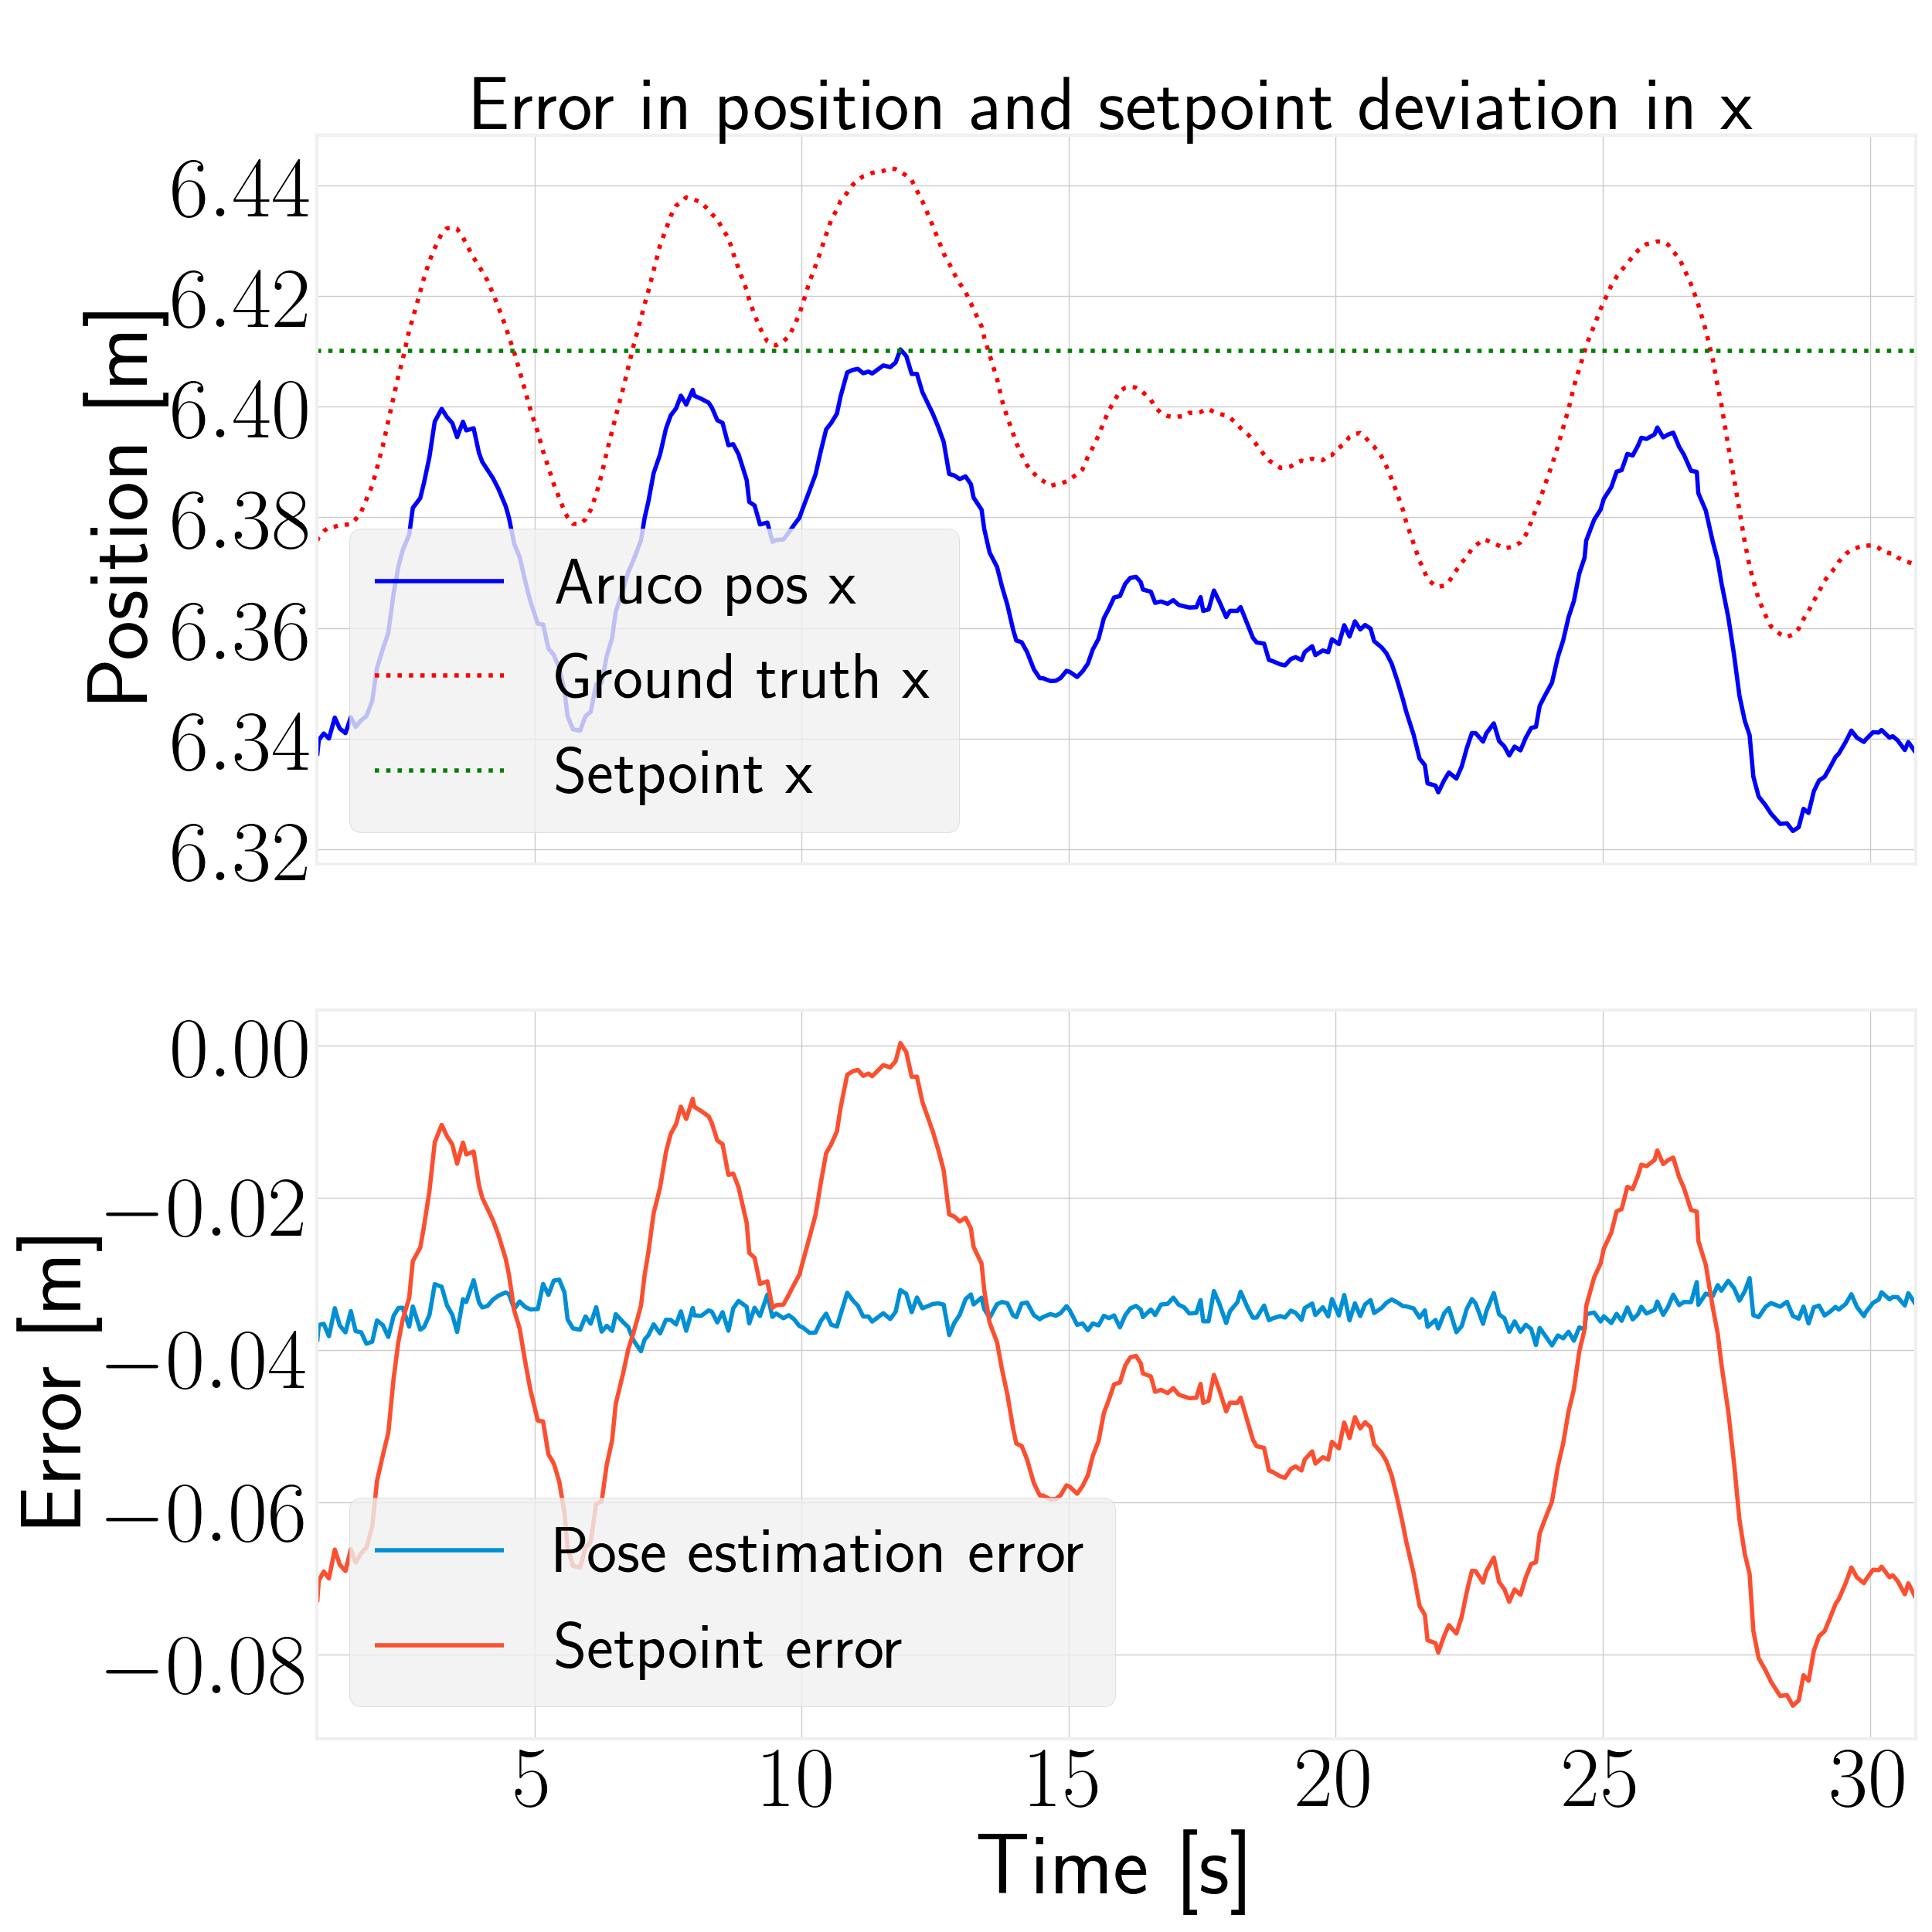 Error in position and setpoint deviation in x
Position [m]
6.44
6.42
6.40
6.38
6.36
6.34
6.32
Aruco pos x
Ground truth x
Setpoint x
Error [m]
0.00
−0.02
−0.04
−0.06
−0.08
Pose estimation error
Setpoint error
5 10 15 20 25 30
Time [s]